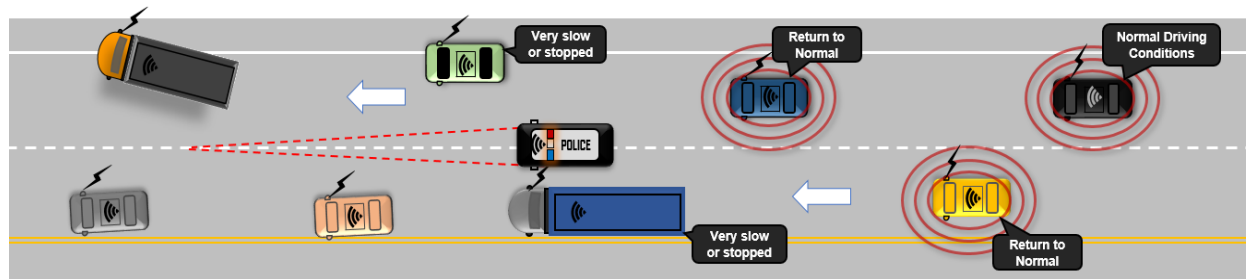 Very slow
or stopped
Return to
Normal
Normal Driving
Conditions
POLICE
Very slow
or stopped
Return to
Normal